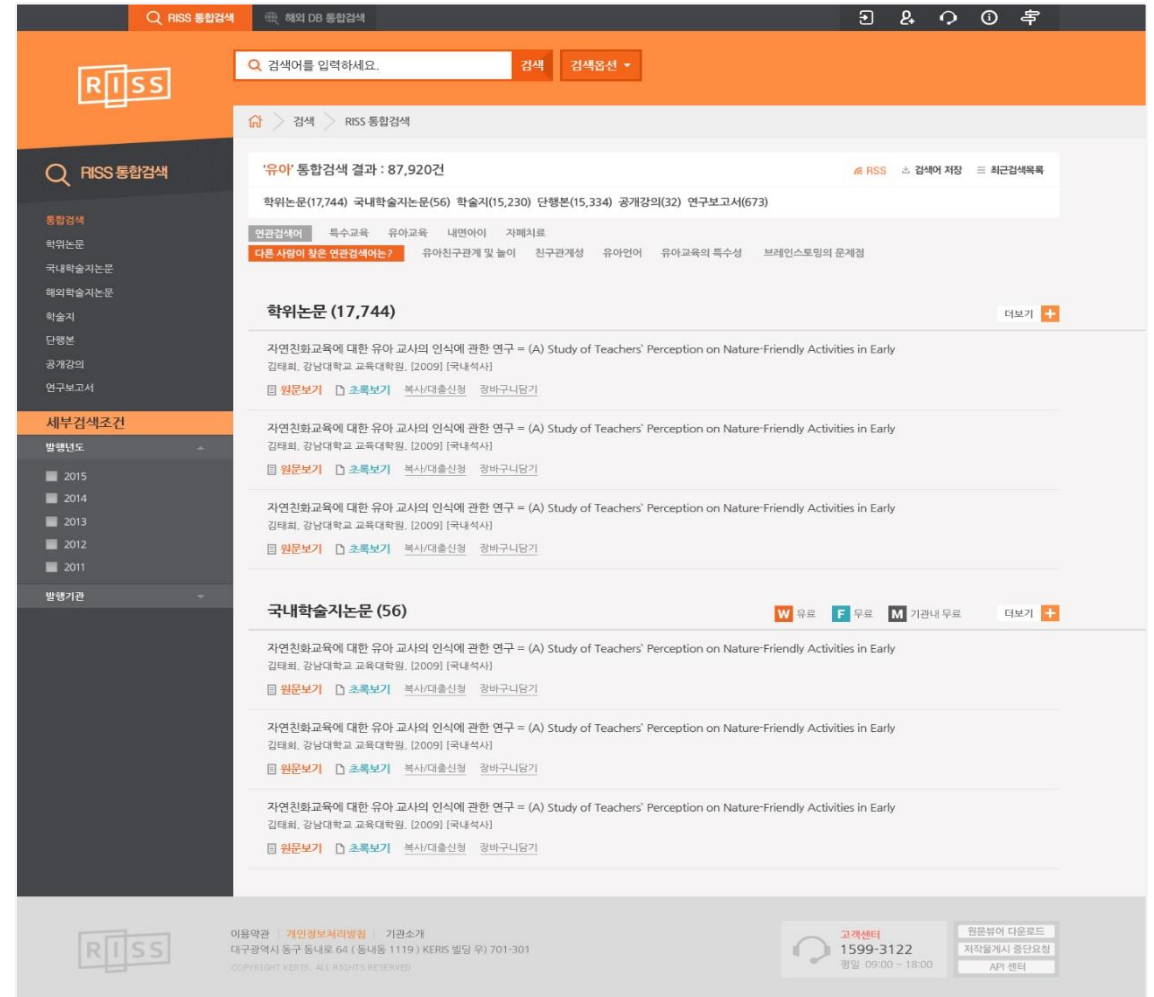 RISS 통합검색 해외 DB 통합검색
RISS
검색어를 입력하세요. 검색 검색옵션
검색 RISS 통합검색
RISS 통합검색
통합검색
학위논문
국내학술지논문
해외학술지논문
학술지
단행본
공개강의
연구보고서
세부검색조건
발행년도
2015
2014
2013
2012
2011
발행기관
'유아' 통합검색 결과 : 87,920건 RSS 검색어 저장 최근검색목록
학위논문(17,744) 국내학술지논문(56) 학술지(15,230) 단행본(15,334) 공개강의(32) 연구보고서(673)
연관검색어 특수교육 유아교육 내면아이 자폐치료
다른 사람이 찾은 연관검색어는? 유아친구관계 및 놀이 친구관계성 유아언어 유아교육의 특수성 브레인스토밍의 문제점
학위논문 (17,744) 더보기
자연친화교육에 대한 유아 교사의 인식에 관한 연구 = (A) Study of Teachers` Perception on Nature-Friendly Activities in Early
김태희, 강남대학교 교육대학원, [2009] [국내석사]
원문보기 초록보기 복사/대출신청 장바구니담기
자연친화교육에 대한 유아 교사의 인식에 관한 연구 = (A) Study of Teachers` Perception on Nature-Friendly Activities in Early
김태희, 강남대학교 교육대학원, [2009] [국내석사]
원문보기 초록보기 복사/대출신청 장바구니담기
자연친화교육에 대한 유아 교사의 인식에 관한 연구 = (A) Study of Teachers` Perception on Nature-Friendly Activities in Early
김태희, 강남대학교 교육대학원, [2009] [국내석사]
원문보기 초록보기 복사/대출신청 장바구니담기
국내학술지논문 (56) W 유료 F 무료 M 기관내 무료 더보기
자연친화교육에 대한 유아 교사의 인식에 관한 연구 = (A) Study of Teachers` Perception on Nature-Friendly Activities in Early
김태희, 강남대학교 교육대학원, [2009] [국내석사]
원문보기 초록보기 복사/대출신청 장바구니담기
자연친화교육에 대한 유아 교사의 인식에 관한 연구 = (A) Study of Teachers` Perception on Nature-Friendly Activities in Early
김태희, 강남대학교 교육대학원, [2009] [국내석사]
원문보기 초록보기 복사/대출신청 장바구니담기
자연친화교육에 대한 유아 교사의 인식에 관한 연구 = (A) Study of Teachers` Perception on Nature-Friendly Activities in Early
김태희, 강남대학교 교육대학원, [2009] [국내석사]
원문보기 초록보기 복사/대출신청 장바구니담기
RISS
이용약관 개인정보처리방침 기관소개
대구광역시 동구 동내로 64 ( 동내동 1119 ) KERIS 빌딩 우) 701-301
COPYRIGHT KERIS. ALL RIGHTS RESERVED
고객센터
1599-3122
평일 09:00 ~ 18:00
원문뷰어 다운로드
저작물게시 중단요청
API 센터